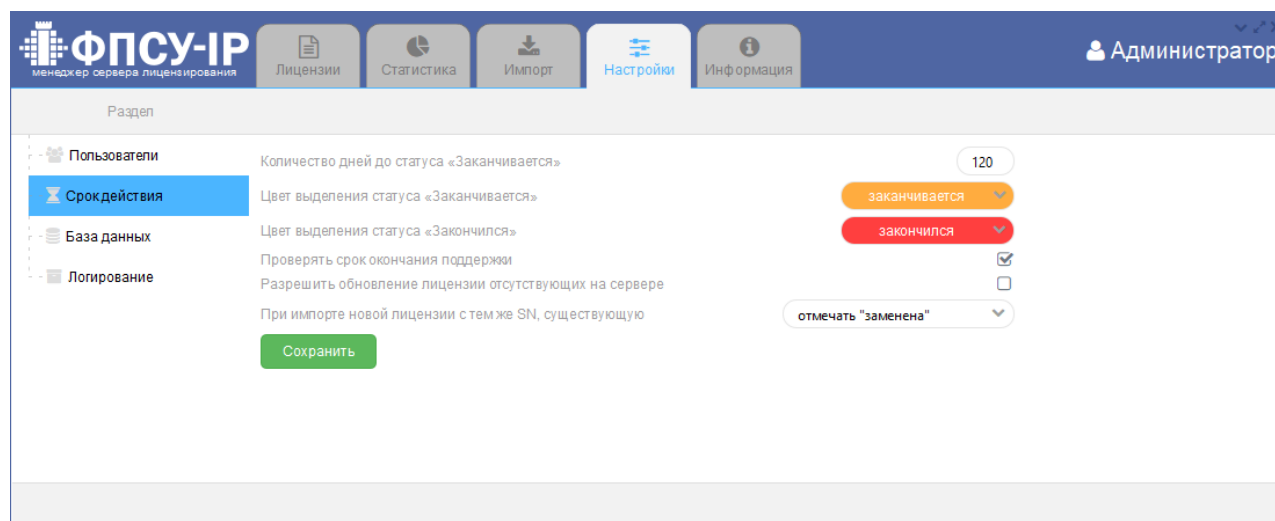 ФПСУ-IP
менеджер сервера лицензирования
Лицензии
Статистика
Импорт
Настройки
Информация
Администратор
Раздел
Пользователи
Срок действия
База данных
Логирование
Количество дней до статуса «Заканчивается»
120
Цвет выделения статуса «Заканчивается»
заканчивается
Цвет выделения статуса «Закончился»
закончился
Проверять срок окончания поддержки
Разрешить обновление лицензии отсутствующих на сервере
При импорте новой лицензии с тем же SN, существующую
отмечать "заменена"
Сохранить